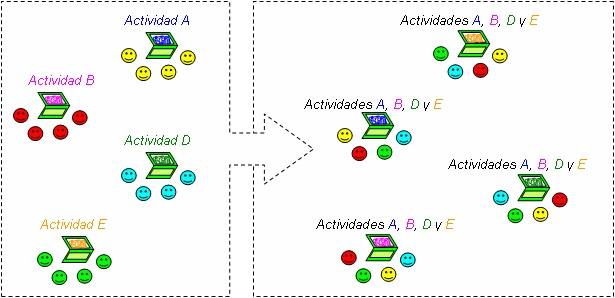 Actividad A
Actividad B
Actividad D
Actividad E
Actividades A, B, D y E
Actividades A, B, D y E
Actividades A, B, D y E
Actividades A, B, D y E